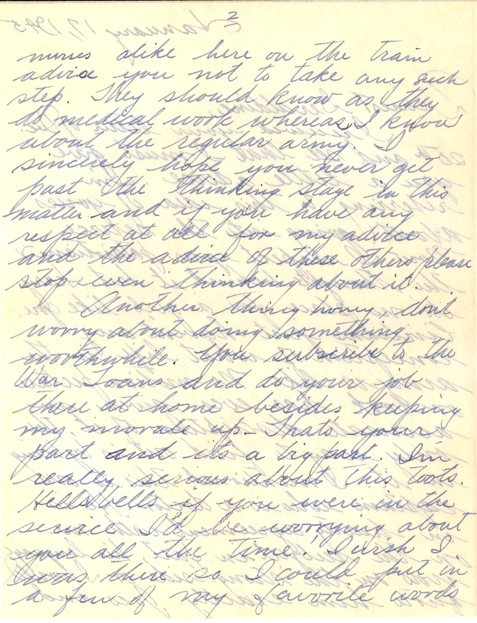 2
January 17, 1945
nurses alike here on the train
advise you not to take any such
step. They should know as they
do medical work whereas I know
about the regular army. I
sincerely hope you never get
past the thinking stage in this
matter and if you have any
respect at all for my advice
and the advice of these others please
stop even thinking about it.
Another thing honey dont
worry about doing something
worthwhile. You subscribe to the
War Loans and do your job
there at home besides keeping
my morale up - Thats your
part and its a big part. I'm
really serious about this toots.
Hells bells if you were in the
service I'd be worrying about
you all the time! I wish I
was there so I could put in
a few of my favorite words